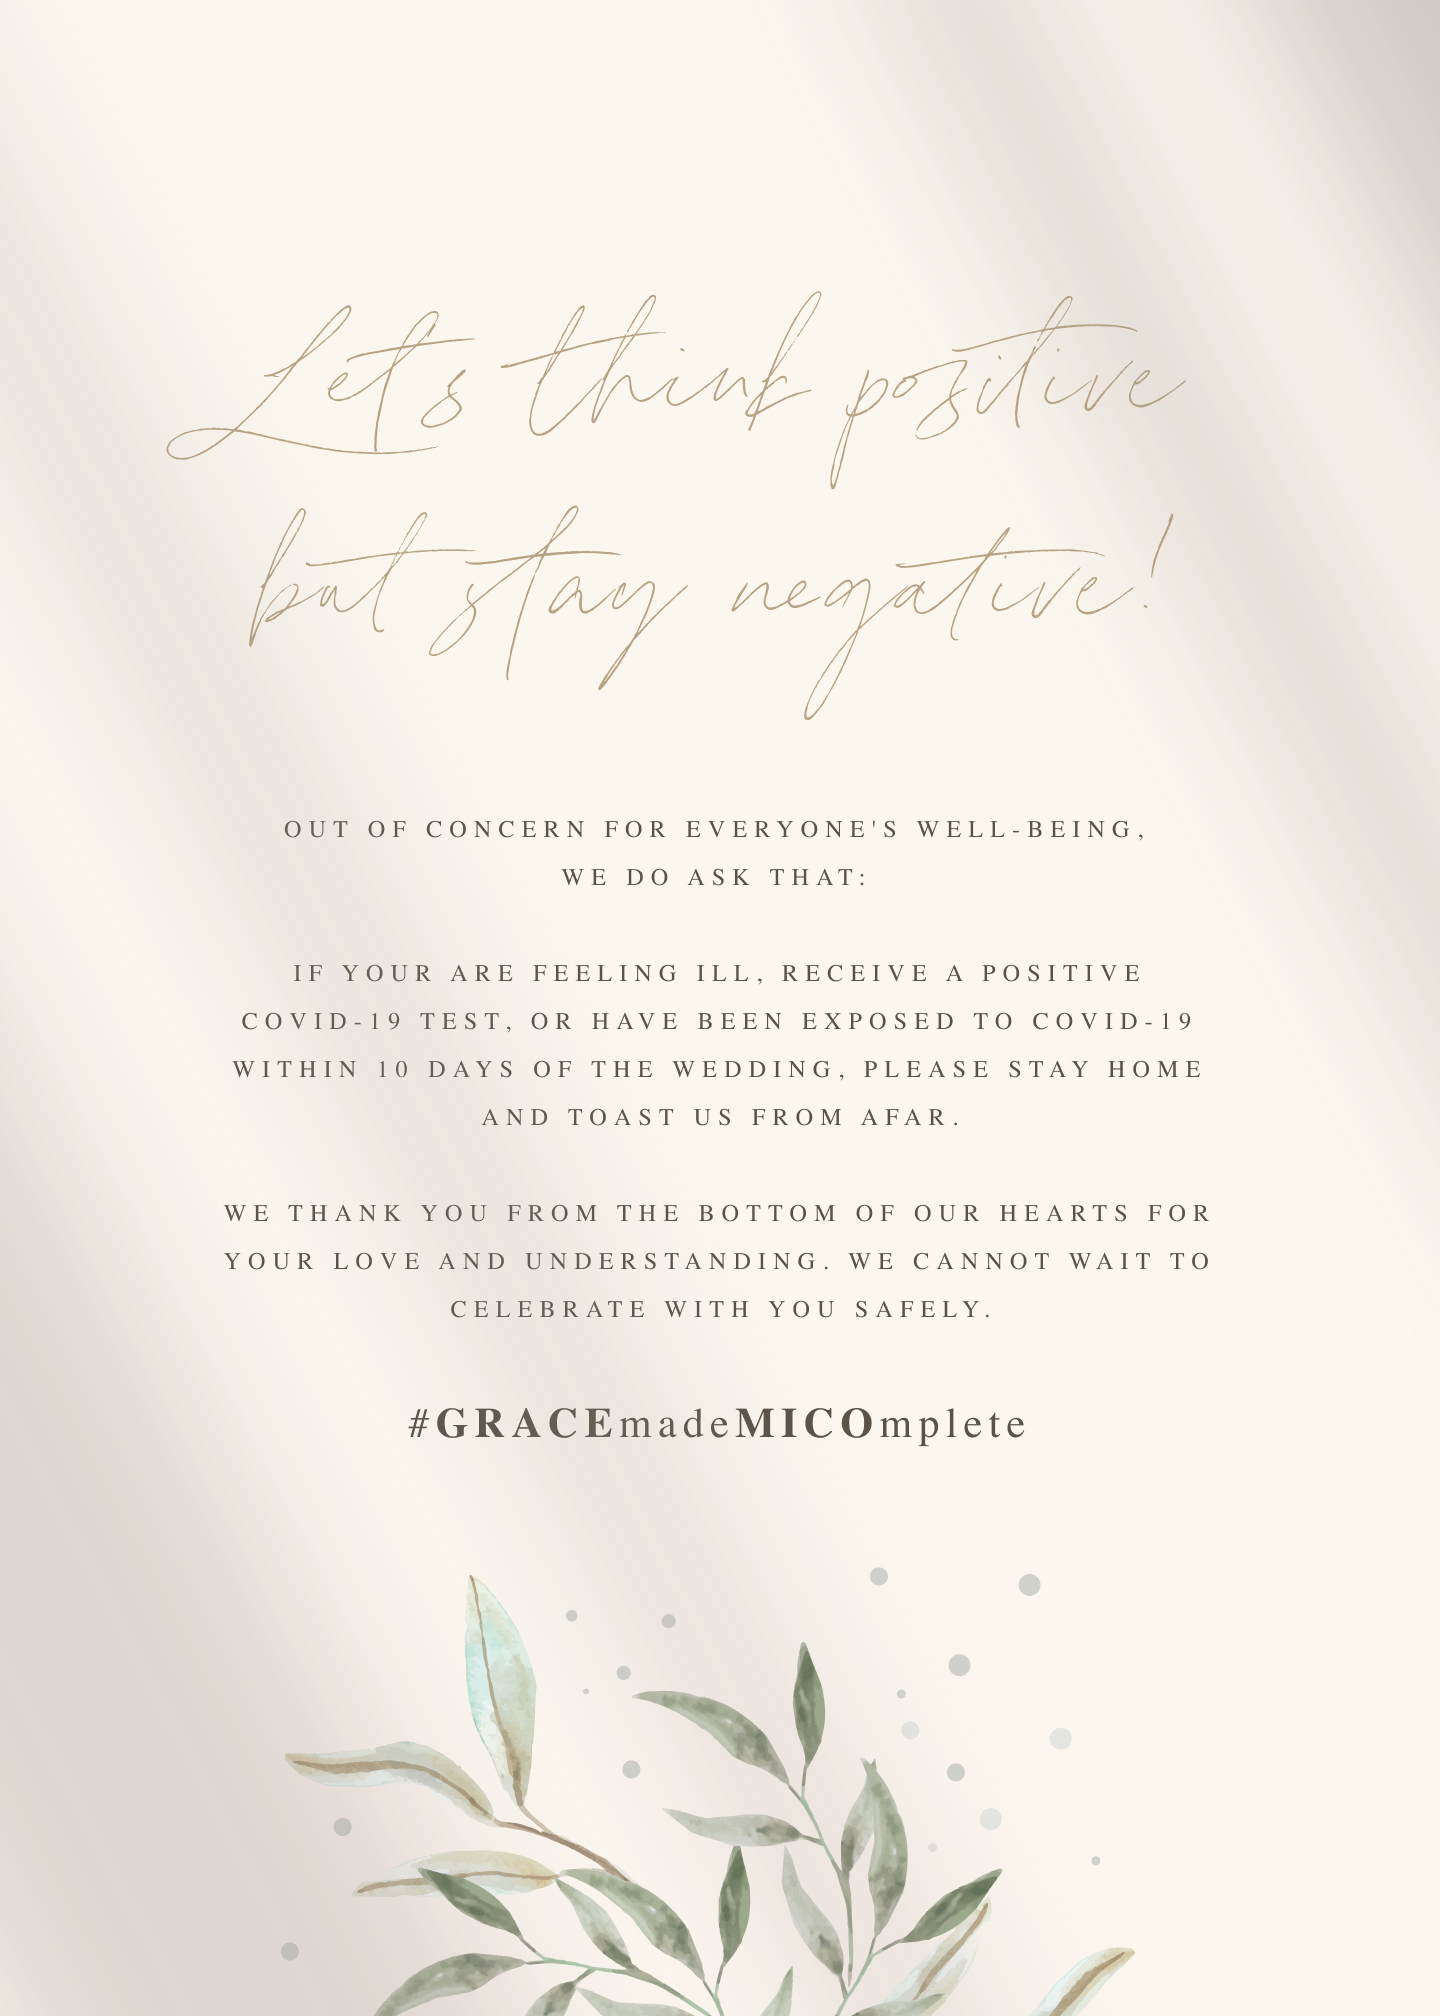 Let's think positive
but stay negative!
OUT OF CONCERN FOR EVERYONE'S WELL-BEING,
WE DO ASK THAT:
IF YOUR ARE FEELING ILL, RECEIVE A POSITIVE
COVID-19 TEST, OR HAVE BEEN EXPOSED TO COVID-19
WITHIN 10 DAYS OF THE WEDDING, PLEASE STAY HOME
AND TOAST US FROM AFAR.
WE THANK YOU FROM THE BOTTOM OF OUR HEARTS FOR
YOUR LOVE AND UNDERSTANDING. WE CANNOT WAIT TO
CELEBRATE WITH YOU SAFELY.
#GRACEmadeMICOmplete